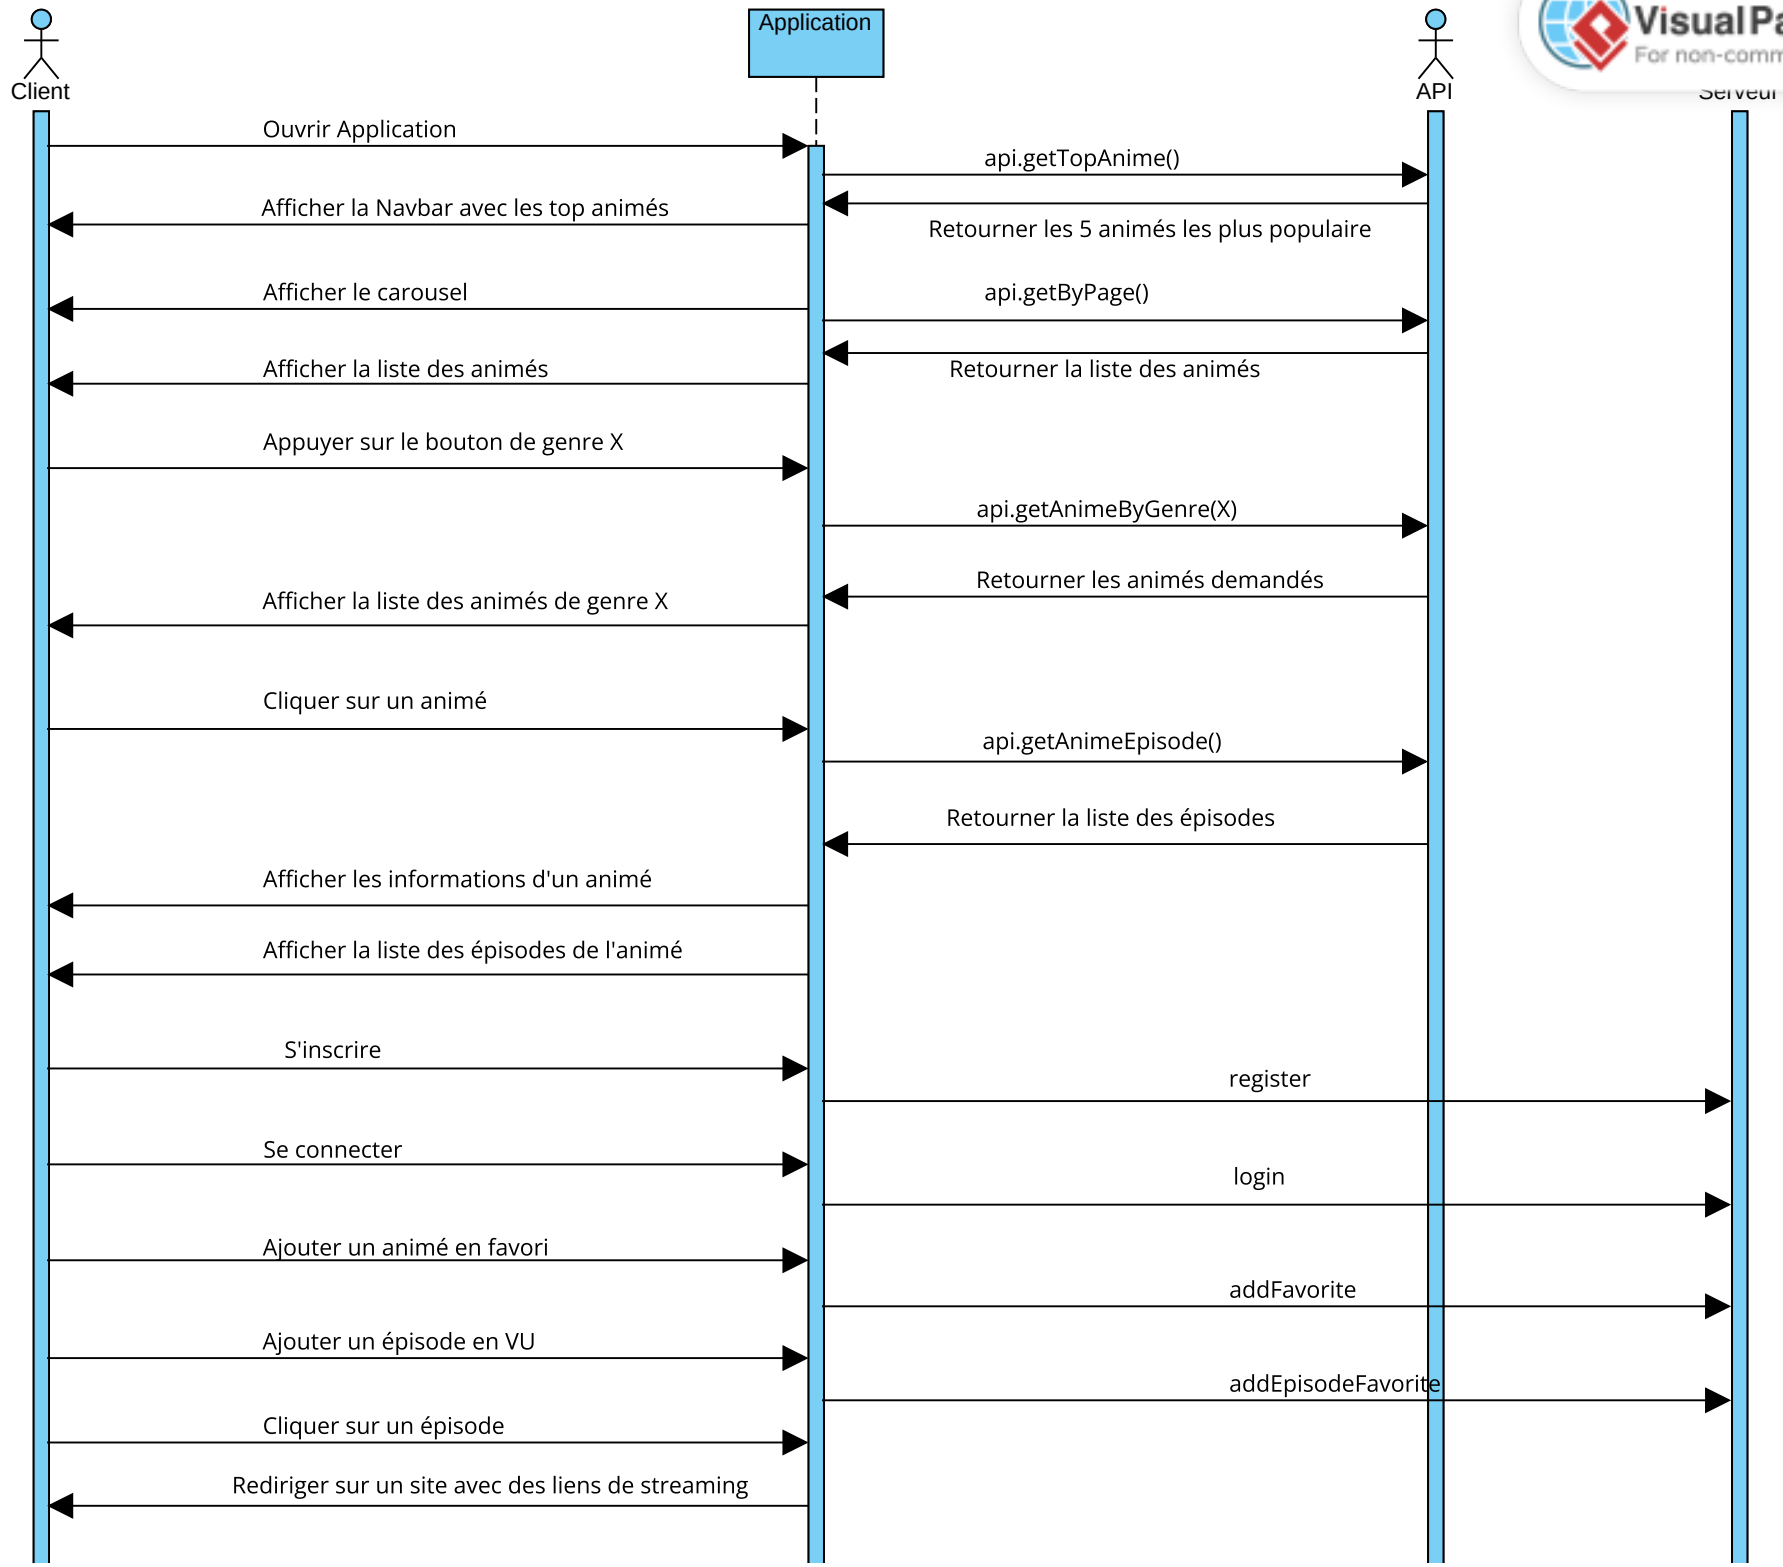 Client
Application
API
VisualPa
For non-comm
Serveur
Ouvrir Application
api.getTopAnime()
Afficher la Navbar avec les top animés
Retourner les 5 animés les plus populaire
Afficher le carousel
api.getByPage()
Afficher la liste des animés
Retourner la liste des animés
Appuyer sur le bouton de genre X
api.getAnimeByGenre(X)
Retourner les animés demandés
Afficher la liste des animés de genre X
Cliquer sur un animé
api.getAnimeEpisode()
Retourner la liste des épisodes
Afficher les informations d'un animé
Afficher la liste des épisodes de l'animé
S'inscrire
register
Se connecter
login
Ajouter un animé en favori
addFavorite
Ajouter un épisode en VU
addEpisodeFavorite
Cliquer sur un épisode
Rediriger sur un site avec des liens de streaming